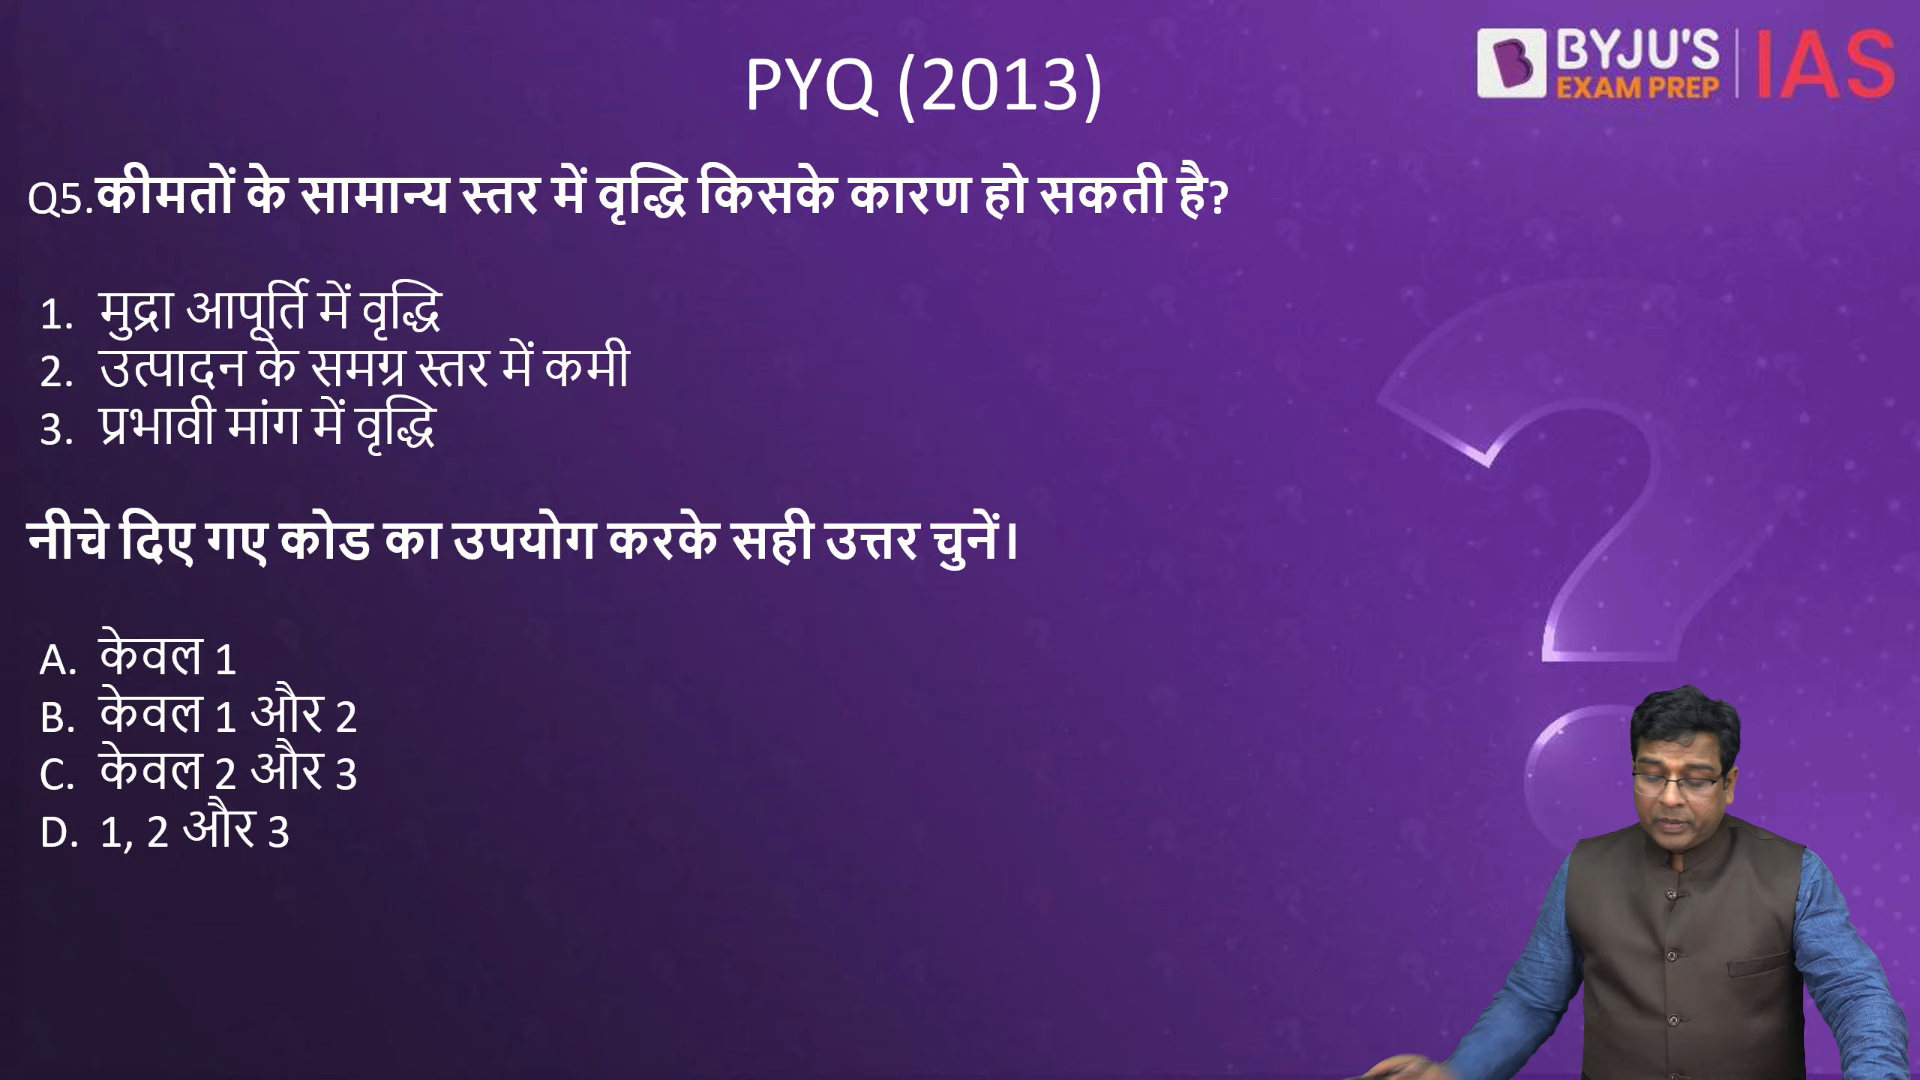 PYQ (2013)
BYJU'S
EXAM PREP
IAS
Q5.कीमतों के सामान्य स्तर में वृद्धि किसके कारण हो सकती है?
1. मुद्रा आपूर्ति में वृद्धि
2. उत्पादन के समग्र स्तर में कमी
3. प्रभावी मांग में वृद्धि
नीचे दिए गए कोड का उपयोग करके सही उत्तर चुनें।
A. केवल 1
B. केवल 1 और 2
C. केवल 2 और 3
D. 1, 2 और 3